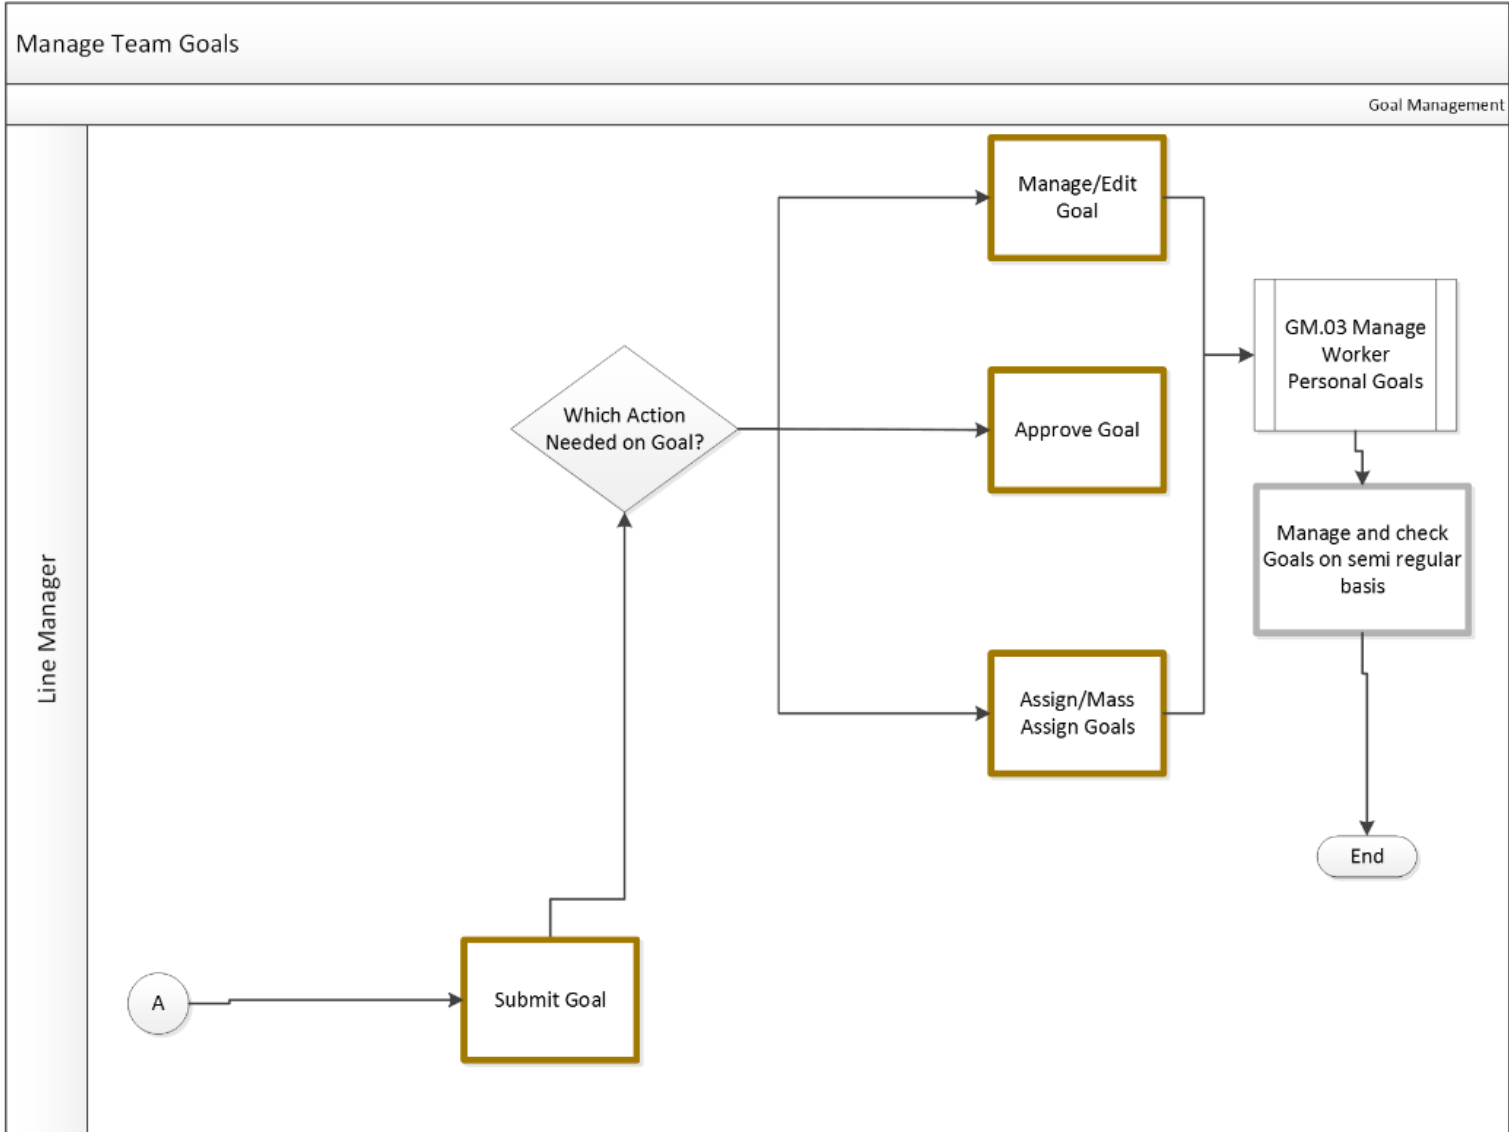 Manage Team Goals
Goal Management
Line Manager
A
Submit Goal
Which Action
Needed on Goal?
Manage/Edit
Goal
Approve Goal
Assign/Mass
Assign Goals
GM.03 Manage
Worker
Personal Goals
Manage and check
Goals on semi regular
basis
End